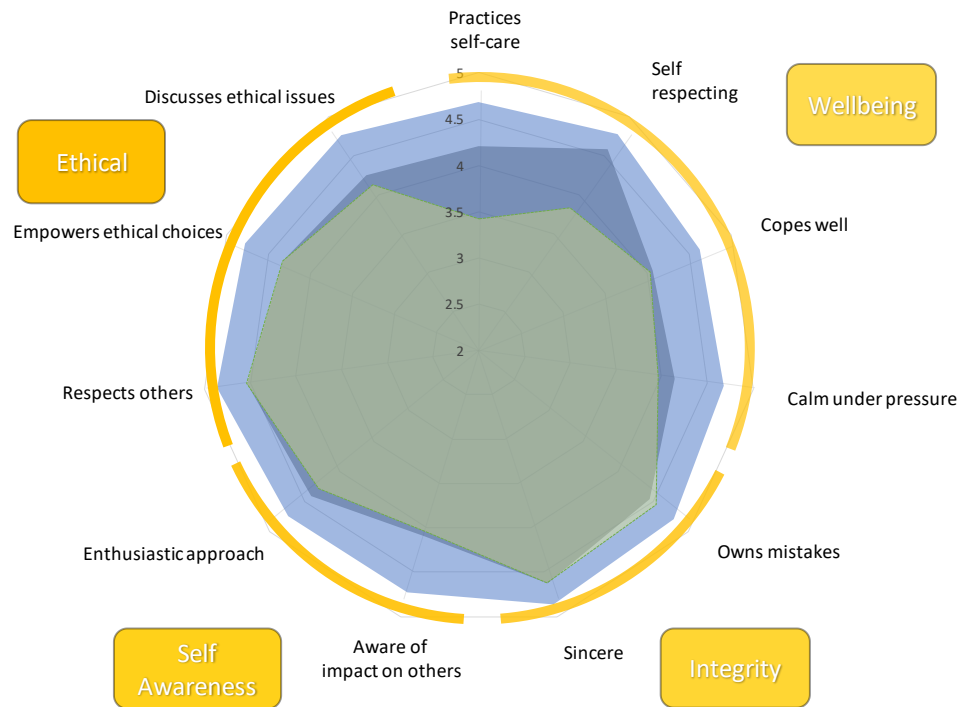 Practices
self-care
Self
respecting
Wellbeing
Copes well
Calm under pressure
Owns mistakes
Integrity
Sincere
Aware of
impact on others
Self
Awareness
Enthusiastic approach
Respects others
Empowers ethical choices
Ethical
Discusses ethical issues
5
4.5
4
3.5
3
2.5
2